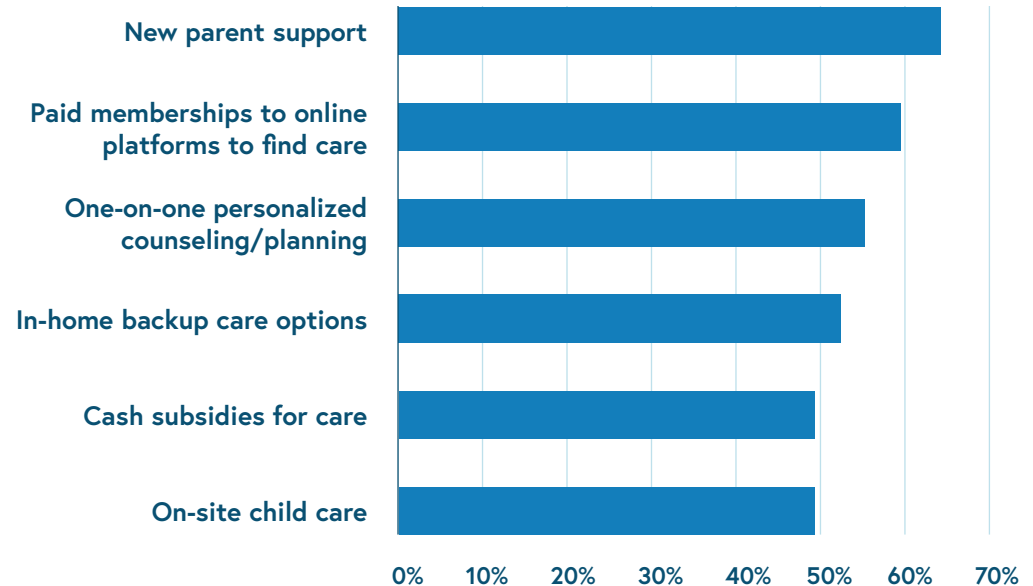 New parent support
Paid memberships to online
platforms to find care
One-on-one personalized
counseling/planning
In-home backup care options
Cash subsidies for care
On-site child care
0% 10% 20% 30% 40% 50% 60% 70%